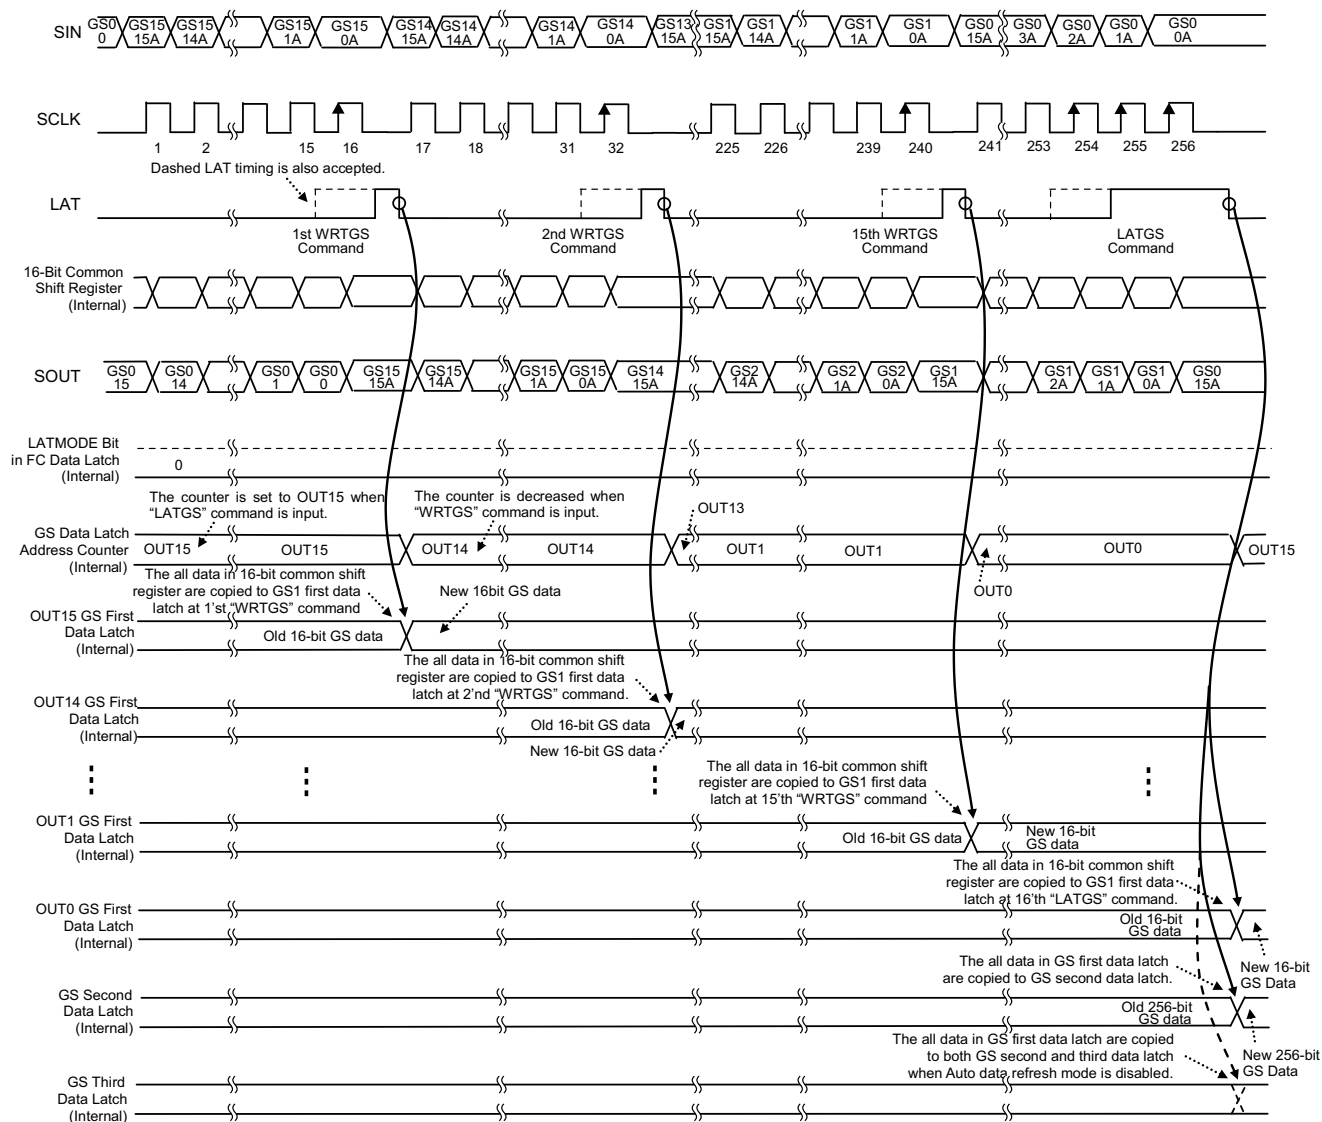 SIN
GS0 0
GS15 15A
GS15 14A
GS15 1A
GS15 0A
GS14 15A
GS14 14A
GS14 1A
GS14 0A
GS13 15A
GS1 15A
GS1 14A
GS1 1A
GS1 0A
GS0 15A
GS0 3A
GS0 2A
GS0 1A
GS0 0A
SCLK
1 2 15 16 17 18 31 32 225 226 239 240 241 253 254 255 256
Dashed LAT timing is also accepted.
LAT
1st WRTGS
Command
2nd WRTGS
Command
15th WRTGS
Command
LATGS
Command
16-Bit Common
Shift Register
(Internal)
SOUT
GS0 15
GS0 14
GS0 1
GS0 0
GS15 15A
GS15 14A
GS15 1A
GS15 0A
GS14 15A
GS2 14A
GS2 1A
GS2 0A
GS1 15A
GS1 2A
GS1 1A
GS1 0A
GS0 15A
LATMODE Bit
in FC Data Latch
(Internal)
0
The counter is set to OUT15 when
“LATGS” command is input.
The counter is decreased when
“WRTGS” command is input.
OUT13
GS Data Latch
Address Counter
(Internal)
OUT15 OUT15 OUT14 OUT14 OUT1 OUT1 OUT0 OUT15
OUT0
The all data in 16-bit common shift
register are copied to GS1 first data
latch at 1'st “WRTGS” command
New 16bit GS data
OUT15 GS First
Data Latch
(Internal)
Old 16-bit GS data
The all data in 16-bit common shift
register are copied to GS1 first data
latch at 2'nd “WRTGS” command.
OUT14 GS First
Data Latch
(Internal)
Old 16-bit GS data
New 16-bit GS data
The all data in 16-bit common shift
register are copied to GS1 first data
latch at 15'th “WRTGS” command
OUT1 GS First
Data Latch
(Internal)
Old 16-bit GS data
New 16-bit
GS data
The all data in 16-bit common shift
register are copied to GS1 first data
latch at 16'th “LATGS” command.
OUT0 GS First
Data Latch
(Internal)
Old 16-bit
GS data
New 16-bit
GS Data
The all data in GS first data latch
are copied to GS second data latch.
GS Second
Data Latch
(Internal)
Old 256-bit
GS data
New 256-bit
GS Data
The all data in GS first data latch are copied
to both GS second and third data latch
when Auto data refresh mode is disabled.
GS Third
Data Latch
(Internal)